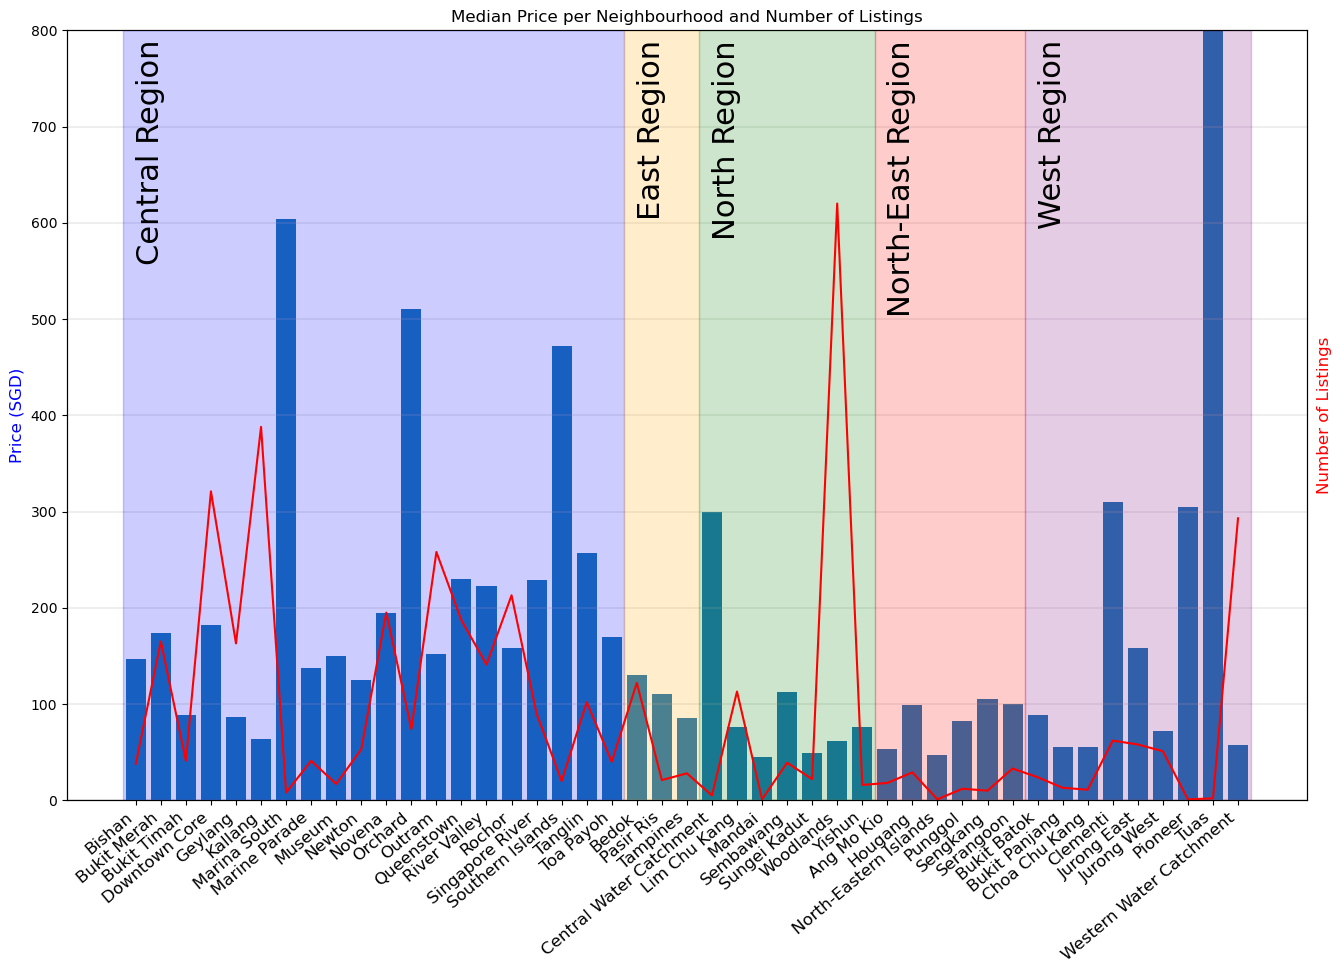 Median Price per Neighbourhood and Number of Listings
800
700
600
500
400
300
200
100
0
Price (SGD)
Number of Listings
Central Region
East Region
North Region
North-East Region
West Region
Bishan
Bukit Merah
Bukit Timah
Downtown Core
Geylang
Kallang
Marina South
Marine Parade
Museum
Newton
Novena
Orchard
Outram
Queenstown
River Valley
Rochor
Singapore River
Southern Islands
Tanglin
Toa Payoh
Bedok
Pasir Ris
Tampines
Central Water Catchment
Lim Chu Kang
Mandai
Sembawang
Sungei Kadut
Woodlands
Yishun
Ang Mo Kio
Hougang
North-Eastern Islands
Punggol
Sengkang
Serangoon
Bukit Batok
Bukit Panjang
Choa Chu Kang
Clementi
Jurong East
Jurong West
Pioneer
Tuas
Western Water Catchment